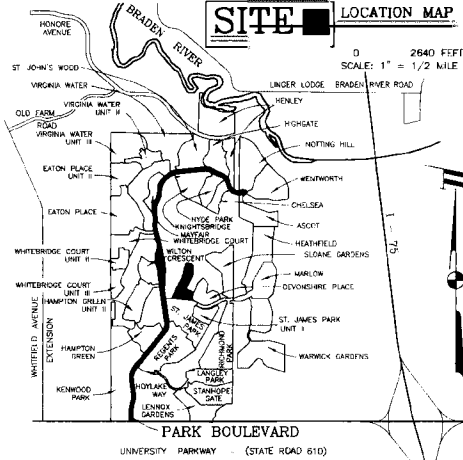 SITE
LOCATION MAP
0 2640 FEET
SCALE: 1" = 1/2 MILE
HONORE
AVENUE
BRADEN
RIVER
ST JOHN'S WOOD
VIRGINIA WATER
VIRGINIA WATER
UNIT II
OLD FARM
ROAD
VIRGINIA WATER
UNIT III
LINGER LODGE BRADEN RIVER ROAD
HENLEY
HIGHGATE
NOTTING HILL
EATON PLACE
UNIT II
WENTWORTH
EATON PLACE
CHELSEA
HYDE PARK
KNIGHTSBRIDGE
MAYFAIR
WHITEBRIDGE COURT
ASCOT
I - 75
WHITEBRIDGE COURT
UNIT II
WILTON
CRESCENT
HEATHFIELD
SLOANE GARDENS
MARLOW
DEVONSHIRE PLACE
WHITEBRIDGE COURT
UNIT III
HAMPTON GREEN
UNIT II
WHITFIELD AVENUE
EXTENSION
ST. JAMES
PARK
ST. JAMES PARK
UNIT I
HAMPTON
GREEN
REGENTS
PARK
RICHMOND
PARK
WARWICK GARDENS
KENWOOD
PARK
HOYLAKE
WAY
LANGLEY
PARK
STANHOPE
GATE
LENNOX
GARDENS
PARK BOULEVARD
UNIVERSITY PARKWAY - (STATE ROAD 610)